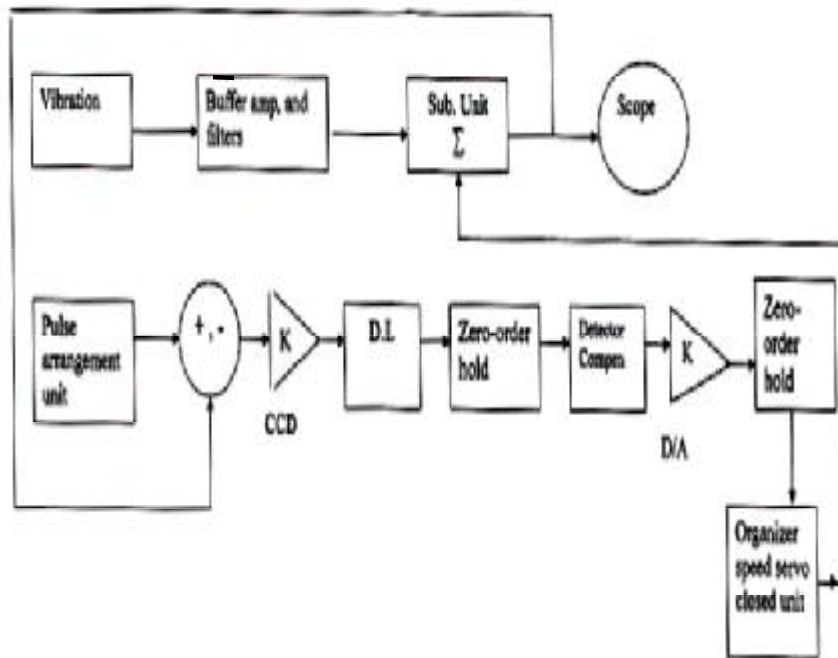 Vibration
Buffer amp, and
filters
Sub. Unit
Σ
Scope
Pulse
arrangement
unit
+ , -
K
CCD
D.L
Zero-order
hold
Detector
Compen
K
D/A
Zero-
order
hold
Organizer
speed servo
closed unit